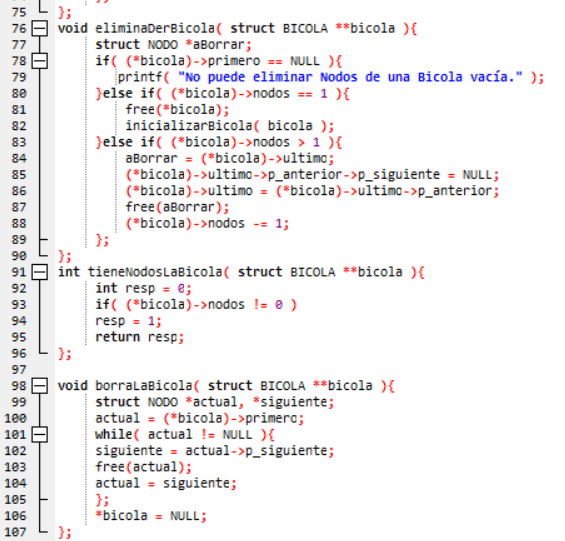 75 };
76 void eliminaDerBicola( struct BICOLA **bicola ){
77 struct NODO *aBorrar;
78 if( (*bicola)->primero == NULL ){
79 printf( "No puede eliminar Nodos de una Bicola vacía." );
80 }else if( (*bicola)->nodos == 1 ){
81 free(*bicola);
82 inicializarBicola( bicola );
83 }else if( (*bicola)->nodos > 1 ){
84 aBorrar = (*bicola)->ultimo;
85 (*bicola)->ultimo->p_anterior->p_siguiente = NULL;
86 (*bicola)->ultimo = (*bicola)->ultimo->p_anterior;
87 free(aBorrar);
88 (*bicola)->nodos -= 1;
89 };
90 };
91 int tieneNodosLaBicola( struct BICOLA **bicola ){
92 int resp = 0;
93 if( (*bicola)->nodos != 0 )
94 resp = 1;
95 return resp;
96 };
97
98 void borraLaBicola( struct BICOLA **bicola ){
99 struct NODO *actual, *siguiente;
100 actual = (*bicola)->primero;
101 while( actual != NULL ){
102 siguiente = actual->p_siguiente;
103 free(actual);
104 actual = siguiente;
105 };
106 *bicola = NULL;
107 };